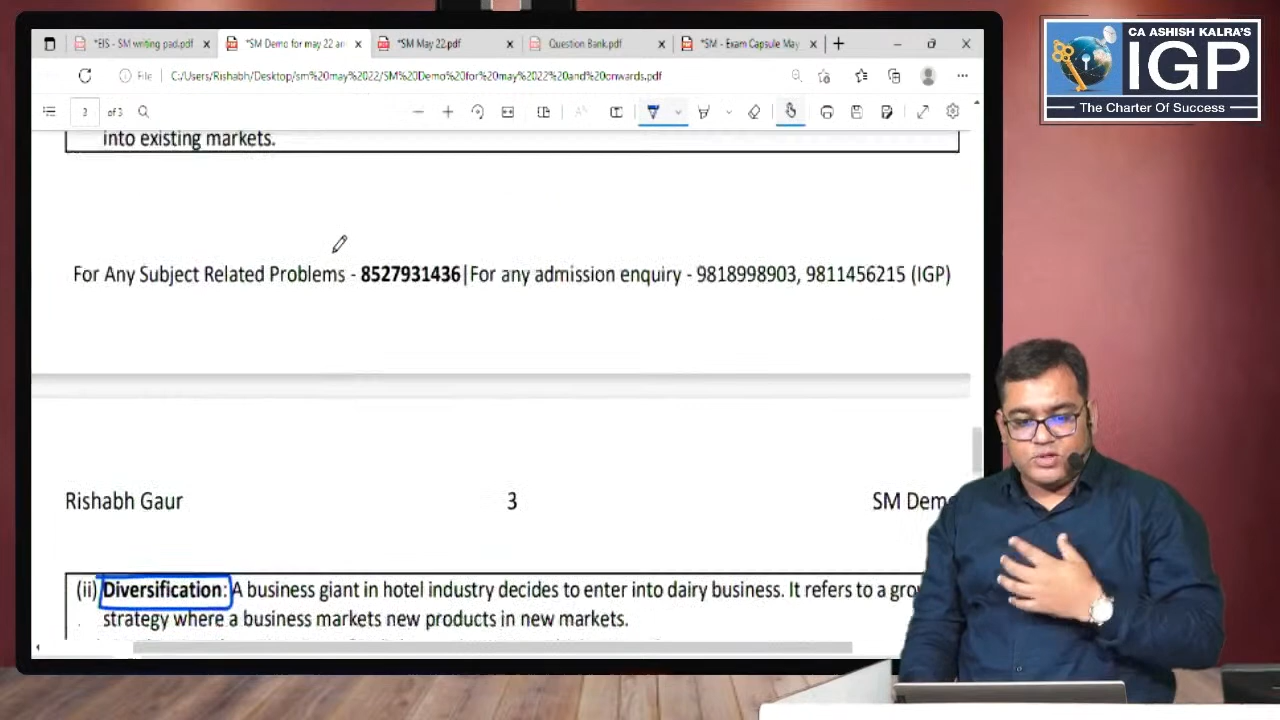 *EIS - SM writing pad.pdf
*SM Demo for may 22 an
*SM May 22.pdf
Question Bank.pdf
*SM - Exam Capsule May
File
C:/Users/Rishabh/Desktop/sm%20may%2022/SM%20Demo%20for%20may%2022%20and%20onwards.pdf
3 of 3
into existing markets.
For Any Subject Related Problems - 8527931436|For any admission enquiry - 9818998903, 9811456215 (IGP)
Rishabh Gaur 3 SM Demo
(ii) Diversification: A business giant in hotel industry decides to enter into dairy business. It refers to a gro
strategy where a business markets new products in new markets.
CA ASHISH KALRA'S
IGP
The Charter Of Success